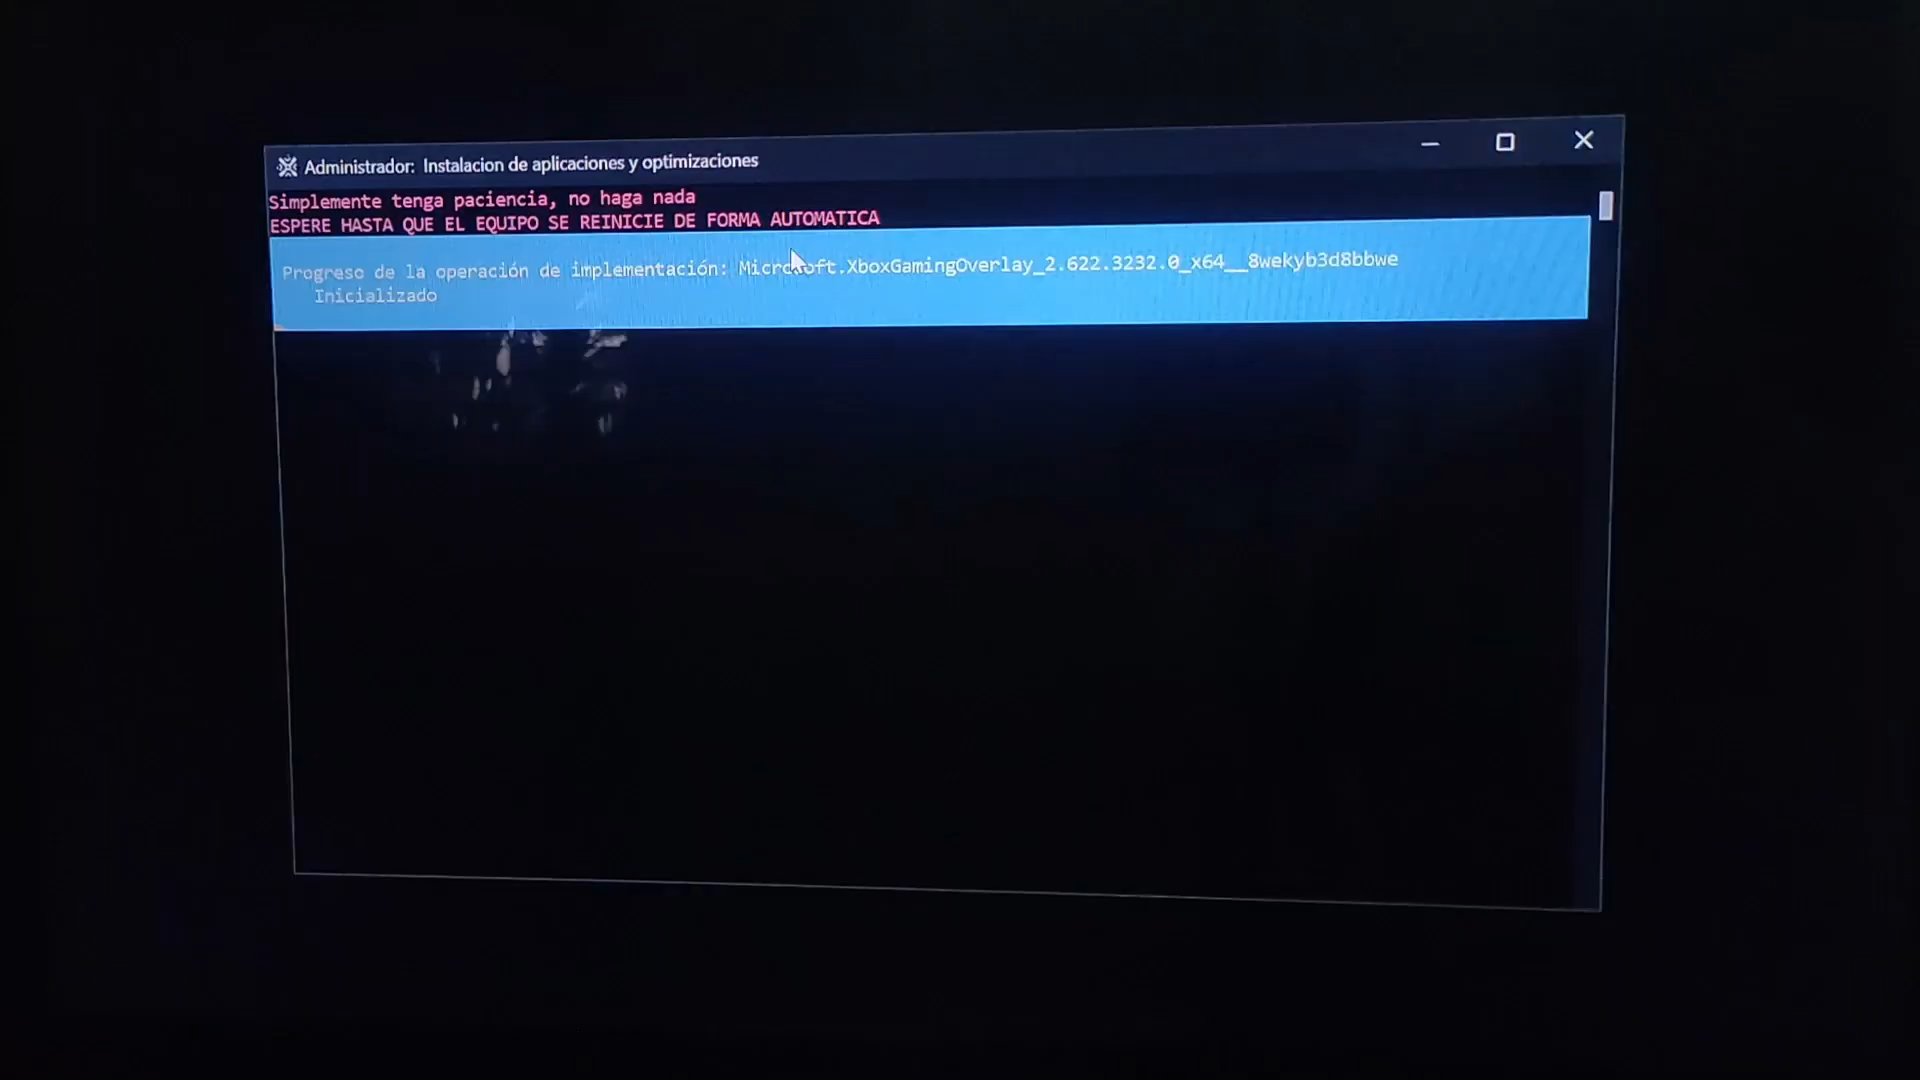 Administrador: Instalacion de aplicaciones y optimizaciones
Simplemente tenga paciencia, no haga nada
ESPERE HASTA QUE EL EQUIPO SE REINICIE DE FORMA AUTOMATICA
Progreso de la operación de implementación: Microsoft.XboxGamingOverlay_2.622.3232.0_x64__8wekyb3d8bbwe
Inicializado